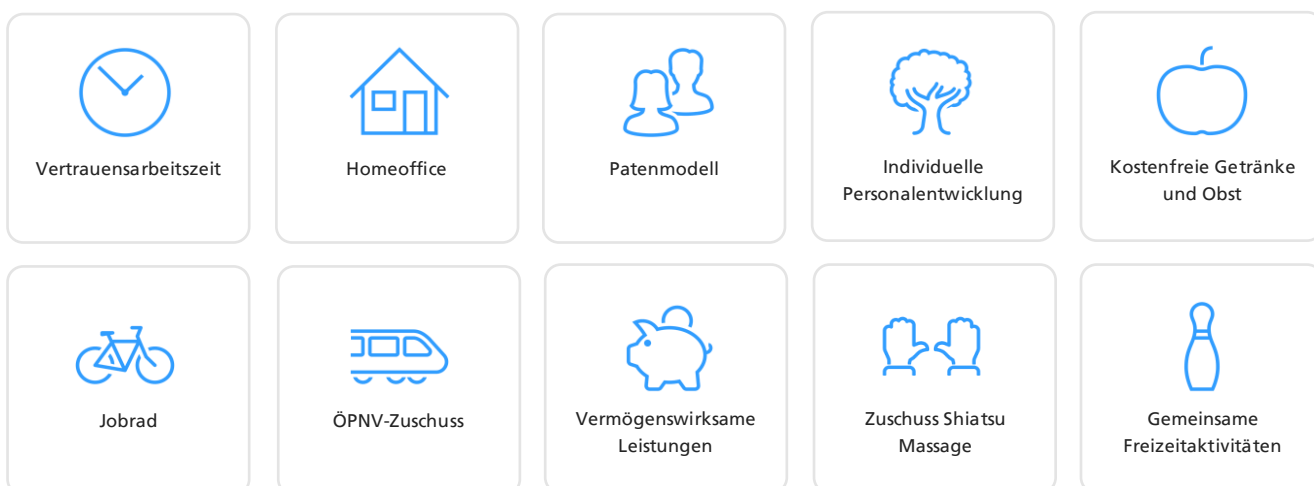 Vertrauensarbeitszeit
Homeoffice
Patenmodell
Individuelle
Personalentwicklung
Kostenfreie Getränke
und Obst
Jobrad
ÖPNV-Zuschuss
Vermögenswirksame
Leistungen
Zuschuss Shiatsu
Massage
Gemeinsame
Freizeitaktivitäten